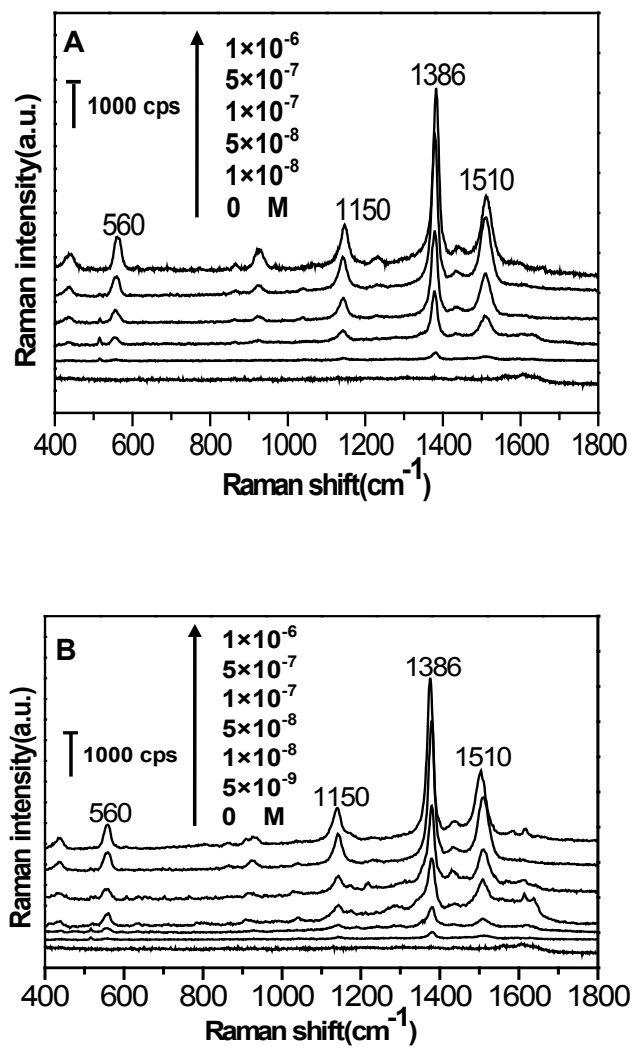 A
1×10⁻⁶
5×10⁻⁷
1×10⁻⁷
5×10⁻⁸
1×10⁻⁸
0 M
1000 cps
560
1150
1386
1510
Raman intensity(a.u.)
400 600 800 1000 1200 1400 1600 1800
Raman shift(cm⁻¹)
B
1×10⁻⁶
5×10⁻⁷
1×10⁻⁷
5×10⁻⁸
1×10⁻⁸
5×10⁻⁹
0 M
1000 cps
560
1150
1386
1510
Raman intensity(a.u.)
400 600 800 1000 1200 1400 1600 1800
Raman shift(cm⁻¹)